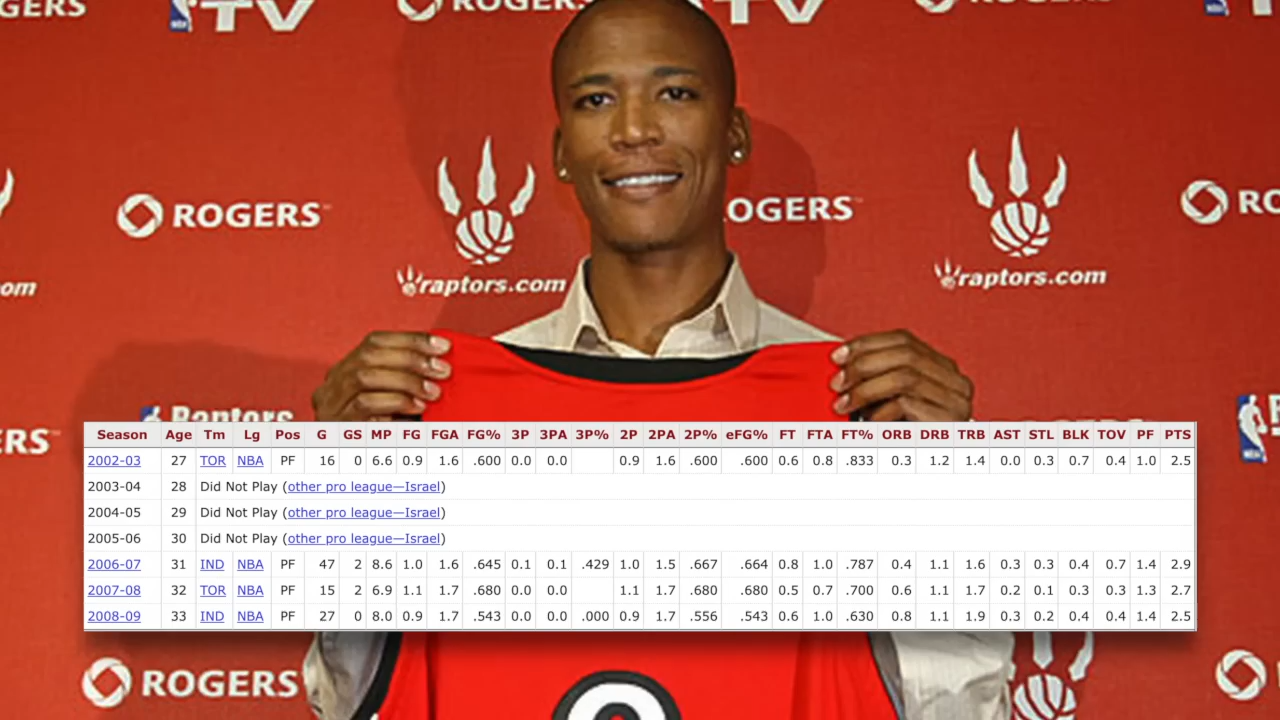 ROGERS TV ROGERS TV ROGERS
ROGERS ROGERS RO
om raptors.com raptors.com
ERS Raptors
Season Age Tm Lg Pos G GS MP FG FGA FG% 3P 3PA 3P% 2P 2PA 2P% eFG% FT FTA FT% ORB DRB TRB AST STL BLK TOV PF PTS
2002-03 27 TOR NBA PF 16 0 6.6 0.9 1.6 .600 0.0 0.0 0.9 1.6 .600 .600 0.6 0.8 .833 0.3 1.2 1.4 0.0 0.3 0.7 0.4 1.0 2.5
2003-04 28 Did Not Play (other pro league—Israel)
2004-05 29 Did Not Play (other pro league—Israel)
2005-06 30 Did Not Play (other pro league—Israel)
2006-07 31 IND NBA PF 47 2 8.6 1.0 1.6 .645 0.1 0.1 .429 1.0 1.5 .667 .664 0.8 1.0 .787 0.4 1.1 1.6 0.3 0.3 0.4 0.7 1.4 2.9
2007-08 32 TOR NBA PF 15 2 6.9 1.1 1.7 .680 0.0 0.0 1.1 1.7 .680 .680 0.5 0.7 .700 0.6 1.1 1.7 0.2 0.1 0.3 0.3 1.3 2.7
2008-09 33 IND NBA PF 27 0 8.0 0.9 1.7 .543 0.0 0.0 .000 0.9 1.7 .556 .543 0.6 1.0 .630 0.8 1.1 1.9 0.3 0.2 0.4 0.4 1.4 2.5
ROGERS